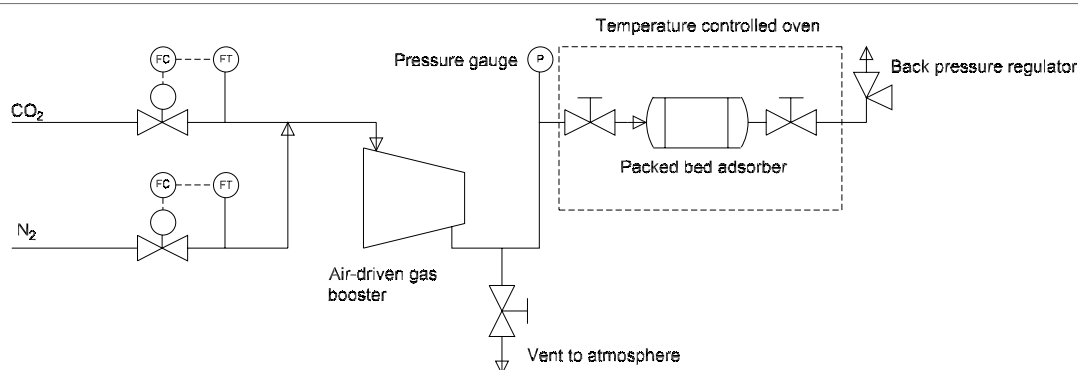 Temperature controlled oven
FC FT
Pressure gauge P
Back pressure regulator
CO₂
Packed bed adsorber
FC FT
N₂
Air-driven gas
booster
Vent to atmosphere